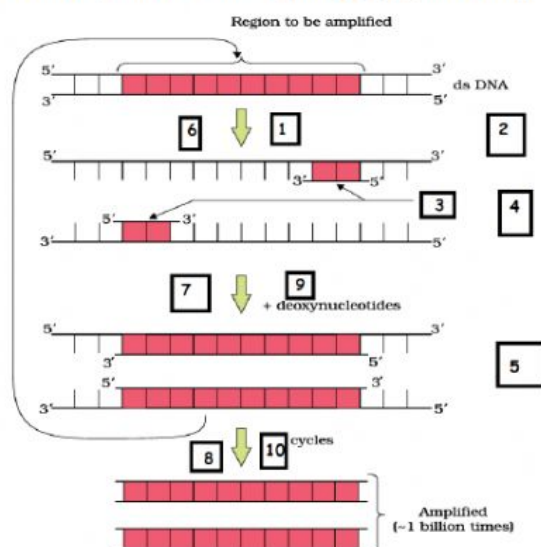 Region to be amplified
5′ 3′
3′ 5′
ds DNA
6 1 2
5′ 3′
3′ 5′
3 4
5′ 3′
3′ 5′
7 9
+ deoxynucleotides
5′ 3′
3′ 5′
5
5′ 3′
3′ 5′
8 10 cycles
Amplified
(~1 billion times)